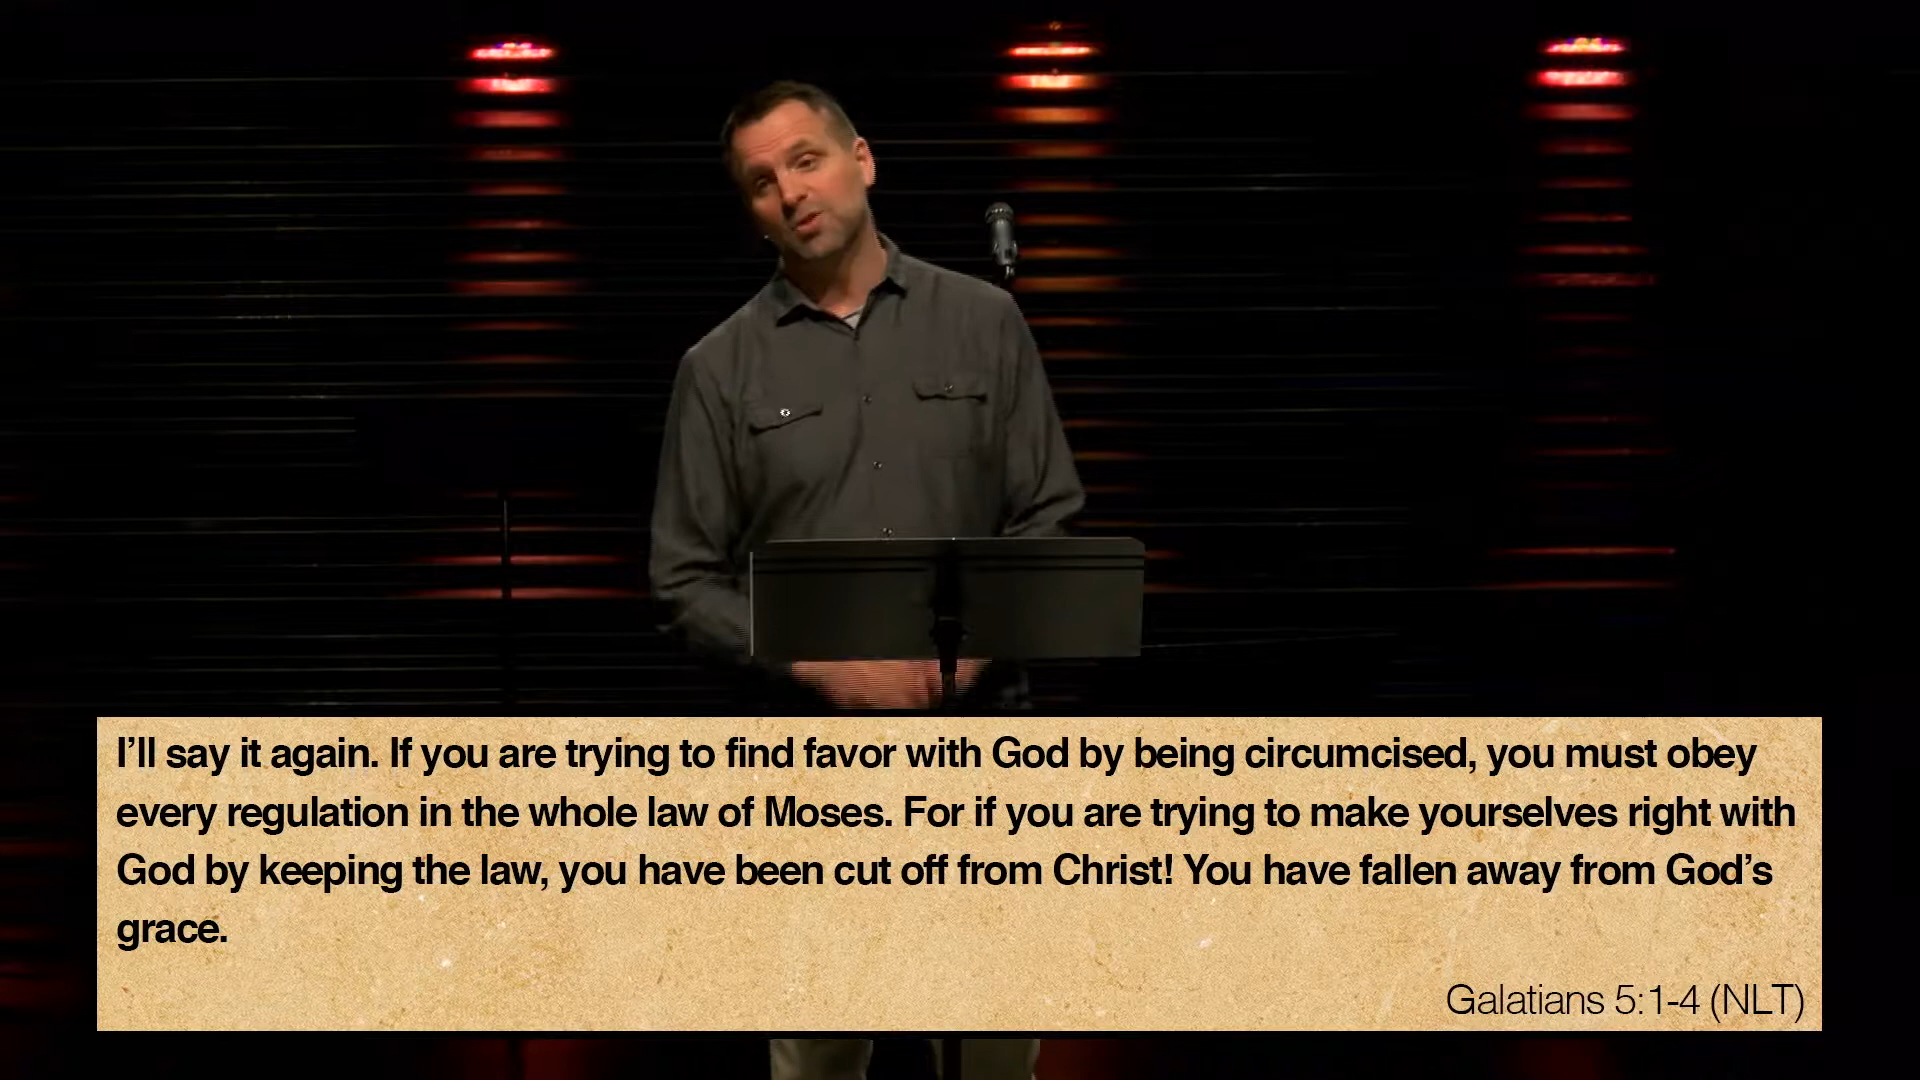 I’ll say it again. If you are trying to find favor with God by being circumcised, you must obey
every regulation in the whole law of Moses. For if you are trying to make yourselves right with
God by keeping the law, you have been cut off from Christ! You have fallen away from God’s
grace.
Galatians 5:1-4 (NLT)